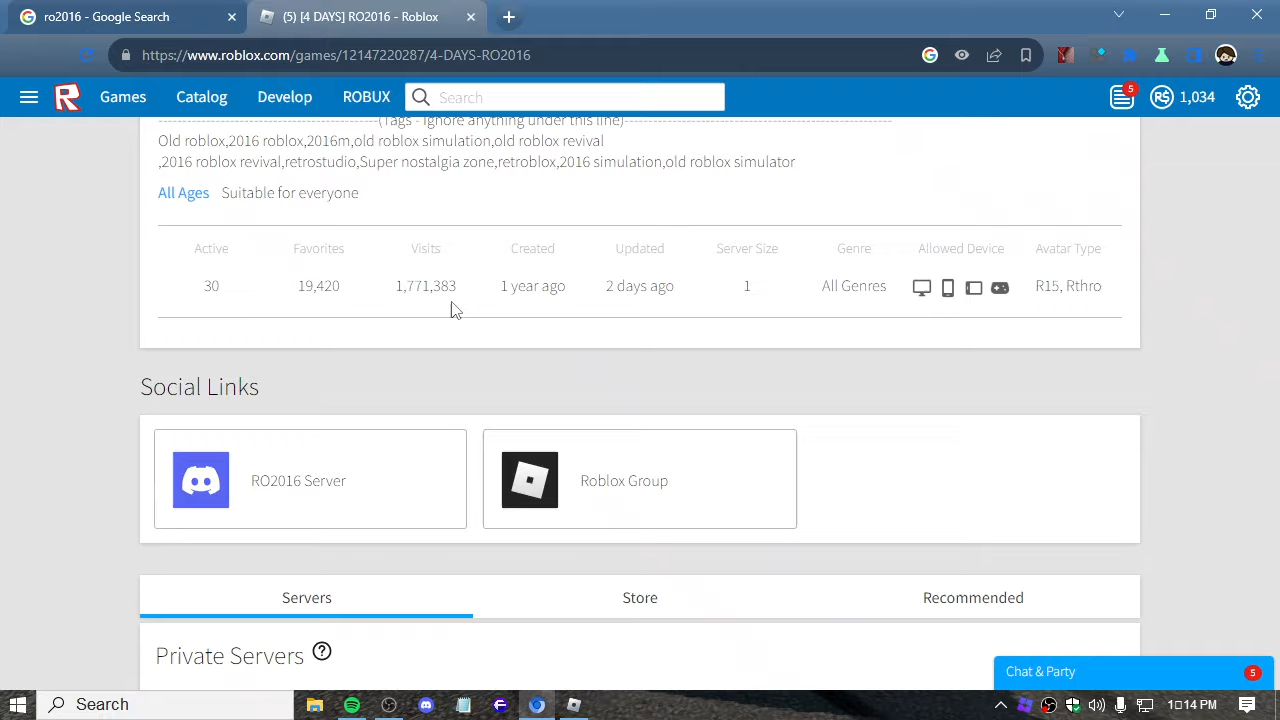 ro2016 - Google Search
(5) [4 DAYS] RO2016 - Roblox
https://www.roblox.com/games/12147220287/4-DAYS-RO2016
Games Catalog Develop ROBUX Search 5 R$ 1,034
-----------------------------------(Tags - Ignore anything under this line)-------------------------------------------
Old roblox,2016 roblox,2016m,old roblox simulation,old roblox revival
,2016 roblox revival,retrostudio,Super nostalgia zone,retroblox,2016 simulation,old roblox simulator
All Ages Suitable for everyone
Active Favorites Visits Created Updated Server Size Genre Allowed Device Avatar Type
30 19,420 1,771,383 1 year ago 2 days ago 1 All Genres R15, Rthro
Social Links
RO2016 Server Roblox Group
Servers Store Recommended
Private Servers ?
Chat & Party 5
Search 1:14 PM